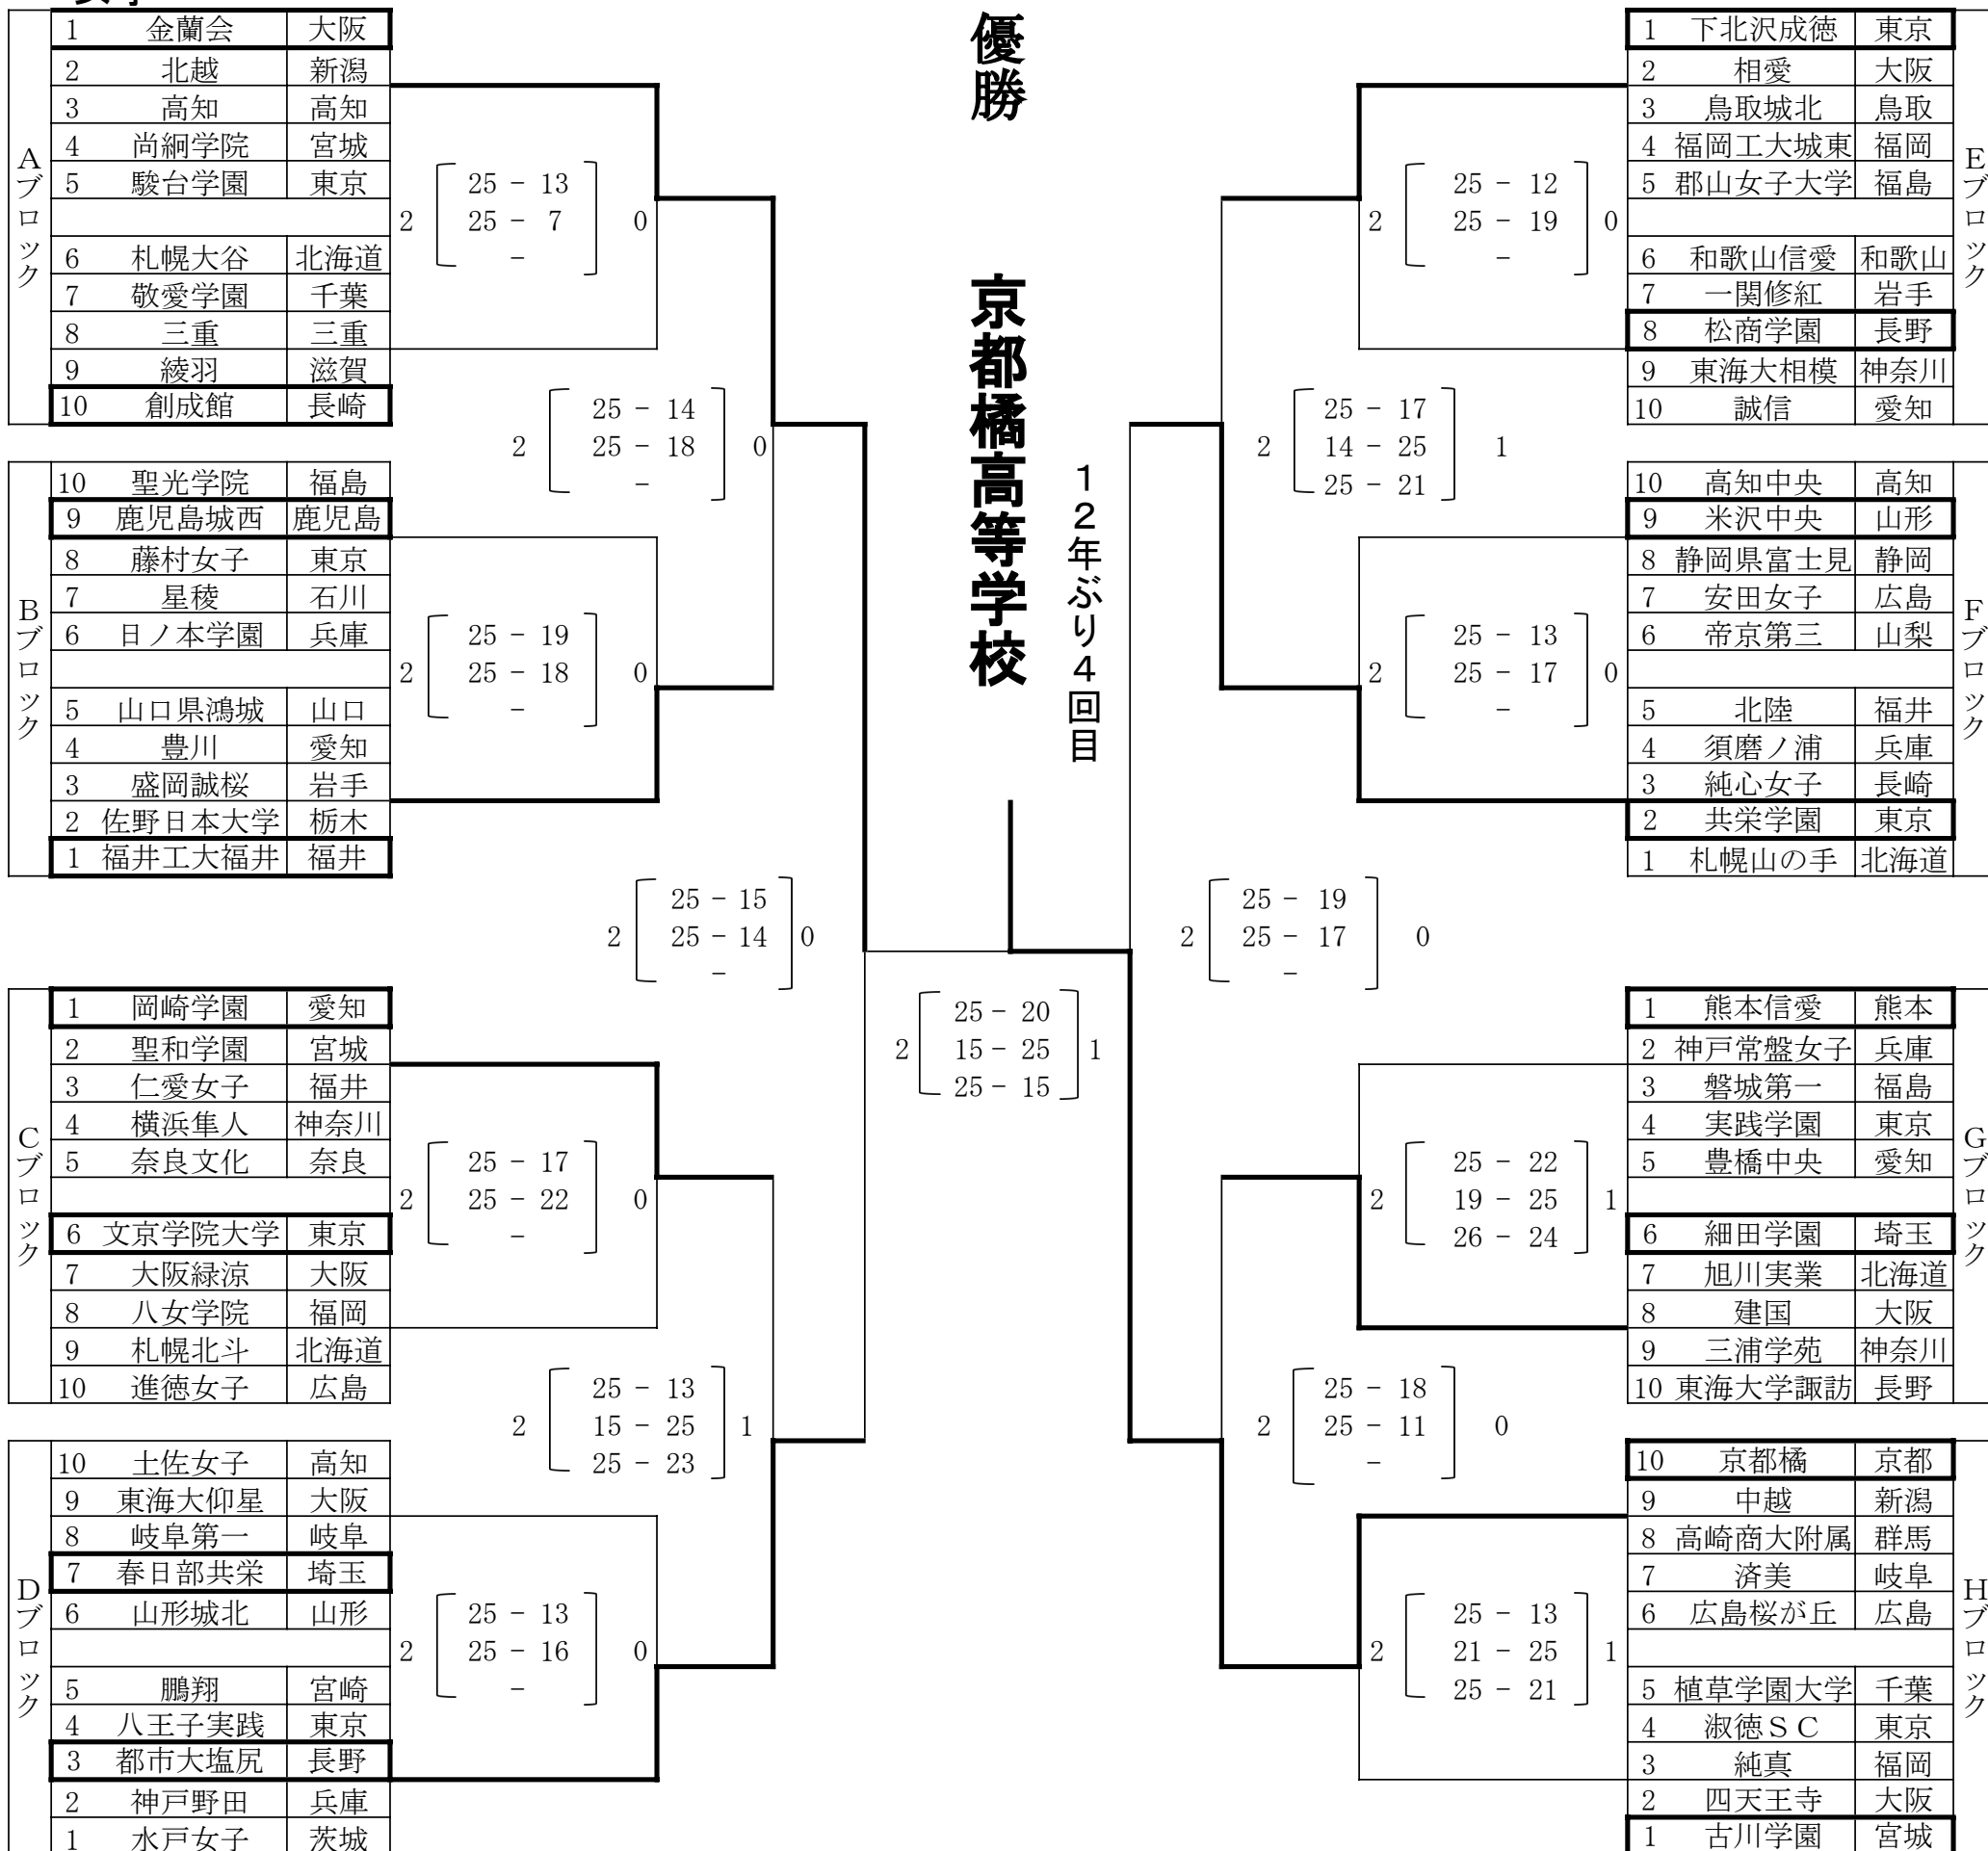 Aブロック
1 金蘭会 大阪
2 北越 新潟
3 高知 高知
4 尚絅学院 宮城
5 駿台学園 東京
6 札幌大谷 北海道
7 敬愛学園 千葉
8 三重 三重
9 綾羽 滋賀
10 創成館 長崎
2 25 - 13 0
25 - 7
-
2 25 - 14 0
25 - 18
-
Bブロック
10 聖光学院 福島
9 鹿児島城西 鹿児島
8 藤村女子 東京
7 星稜 石川
6 日ノ本学園 兵庫
5 山口県鴻城 山口
4 豊川 愛知
3 盛岡誠桜 岩手
2 佐野日本大学 栃木
1 福井工大福井 福井
2 25 - 19 0
25 - 18
-
2 25 - 15 0
25 - 14
-
Cブロック
1 岡崎学園 愛知
2 聖和学園 宮城
3 仁愛女子 福井
4 横浜隼人 神奈川
5 奈良文化 奈良
6 文京学院大学 東京
7 大阪緑涼 大阪
8 八女学院 福岡
9 札幌北斗 北海道
10 進徳女子 広島
2 25 - 17 0
25 - 22
-
2 25 - 13 1
15 - 25
25 - 23
Dブロック
10 土佐女子 高知
9 東海大仰星 大阪
8 岐阜第一 岐阜
7 春日部共栄 埼玉
6 山形城北 山形
5 鵬翔 宮崎
4 八王子実践 東京
3 都市大塩尻 長野
2 神戸野田 兵庫
1 水戸女子 茨城
2 25 - 13 0
25 - 16
-
優勝 京都橘高等学校
12年ぶり4回目
2 25 - 20 1
15 - 25
25 - 15
Eブロック
1 下北沢成徳 東京
2 相愛 大阪
3 鳥取城北 鳥取
4 福岡工大城東 福岡
5 郡山女子大学 福島
6 和歌山信愛 和歌山
7 一関修紅 岩手
8 松商学園 長野
9 東海大相模 神奈川
10 誠信 愛知
2 25 - 12 0
25 - 19
-
2 25 - 17 1
14 - 25
25 - 21
Fブロック
10 高知中央 高知
9 米沢中央 山形
8 静岡県富士見 静岡
7 安田女子 広島
6 帝京第三 山梨
5 北陸 福井
4 須磨ノ浦 兵庫
3 純心女子 長崎
2 共栄学園 東京
1 札幌山の手 北海道
2 25 - 13 0
25 - 17
-
2 25 - 19 0
25 - 17
-
Gブロック
1 熊本信愛 熊本
2 神戸常盤女子 兵庫
3 磐城第一 福島
4 実践学園 東京
5 豊橋中央 愛知
6 細田学園 埼玉
7 旭川実業 北海道
8 建国 大阪
9 三浦学苑 神奈川
10 東海大学諏訪 長野
2 25 - 22 1
19 - 25
26 - 24
2 25 - 18 0
25 - 11
-
Hブロック
10 京都橘 京都
9 中越 新潟
8 高崎商大附属 群馬
7 済美 岐阜
6 広島桜が丘 広島
5 植草学園大学 千葉
4 淑徳SC 東京
3 純真 福岡
2 四天王寺 大阪
1 古川学園 宮城
2 25 - 13 1
21 - 25
25 - 21